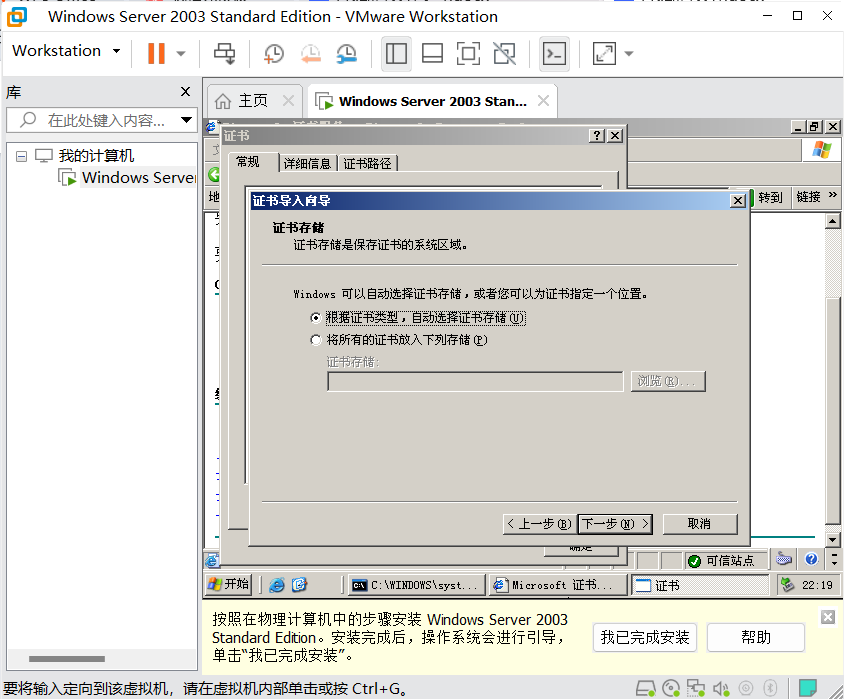 Windows Server 2003 Standard Edition - VMware Workstation
Workstation
库
在此处键入内容...
我的计算机
Windows Server
主页
Windows Server 2003 Stan...
证书
常规
详细信息
证书路径
转到
链接
证书导入向导
证书存储
证书存储是保存证书的系统区域。
Windows 可以自动选择证书存储，或者您可以为证书指定一个位置。
根据证书类型，自动选择证书存储(U)
将所有的证书放入下列存储(P)
证书存储:
浏览(R)...
< 上一步(B)
下一步(N) >
取消
确定
可信站点
开始
C:\WINDOWS\syst...
Microsoft 证书...
证书
22:19
按照在物理计算机中的步骤安装 Windows Server 2003
Standard Edition。安装完成后，操作系统会进行引导，
单击“我已完成安装”。
我已完成安装
帮助
要将输入定向到该虚拟机，请在虚拟机内部单击或按 Ctrl+G。